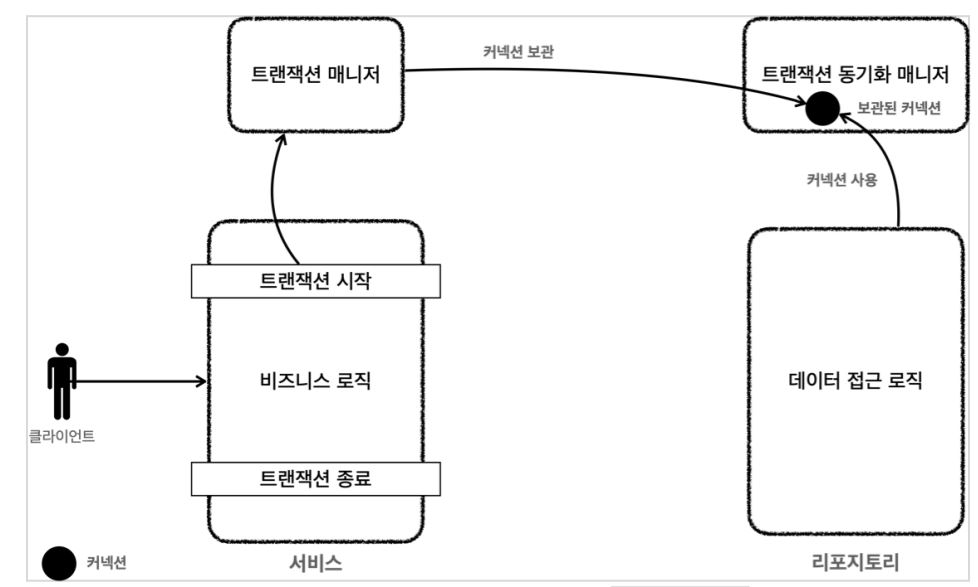 커넥션 보관
트랜잭션 매니저
트랜잭션 동기화 매니저
보관된 커넥션
커넥션 사용
트랜잭션 시작
비즈니스 로직
데이터 접근 로직
클라이언트
트랜잭션 종료
커넥션
서비스
리포지토리